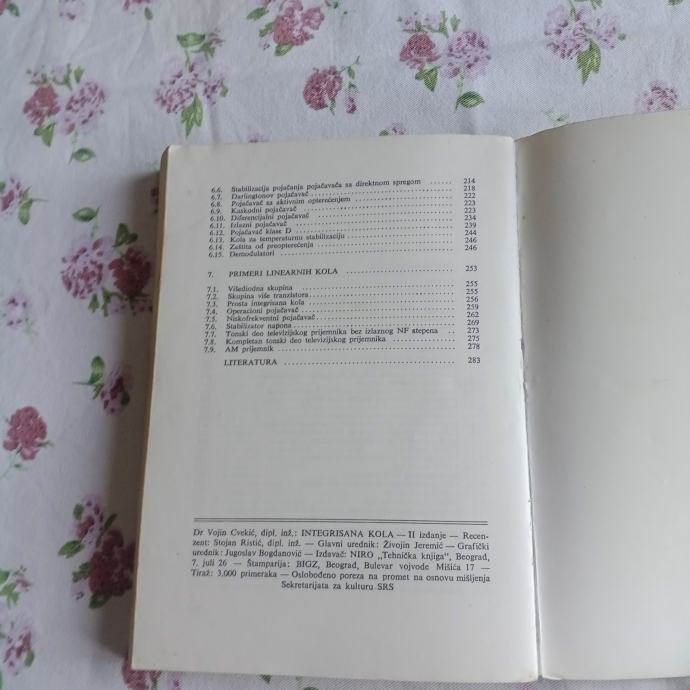 6.6. Stabilizacija pojačanja pojačavača sa direktnom spregom ...... 214
6.7. Darlingtonov pojačavač ...... 218
6.8. Pojačavač sa aktivnim opterećenjem ...... 222
6.9. Kaskodni pojačavač ...... 223
6.10. Diferencijalni pojačavač ...... 223
6.11. Izlazni pojačavač ...... 234
6.12. Pojačavač klase D ...... 239
6.13. Kola za temperaturnu stabilizaciju ...... 244
6.14. Zaštita od preopterećenja ...... 246
6.15. Demodulatori ...... 246
7. PRIMERI LINEARNIH KOLA ...... 253
7.1. Višediodna skupina ...... 255
7.2. Skupina više tranzistora ...... 255
7.3. Prosta integrisana kola ...... 256
7.4. Operacioni pojačavač ...... 259
7.5. Niskofrekventni pojačavač ...... 262
7.6. Stabilizator napona ...... 269
7.7. Tonski deo televizijskog prijemnika bez izlaznog NF stepena ...... 273
7.8. Kompletan tonski deo televizijskog prijemnika ...... 275
7.9. AM prijemnik ...... 278
LITERATURA ...... 283
Dr Vojin Cvekić, dipl. inž.: INTEGRISANA KOLA — II izdanje — Recen-
zent: Stojan Ristić, dipl. inž. — Glavni urednik: Živojin Jeremić — Grafički
urednik: Jugoslav Bogdanović — Izdavač: NIRO „Tehnička knjiga", Beograd,
7. juli 26 — Štamparija: BIGZ, Beograd, Bulevar vojvode Mišića 17 —
Tiraž: 3.000 primeraka — Oslobođeno poreza na promet na osnovu mišljenja
Sekretarijata za kulturu SRS